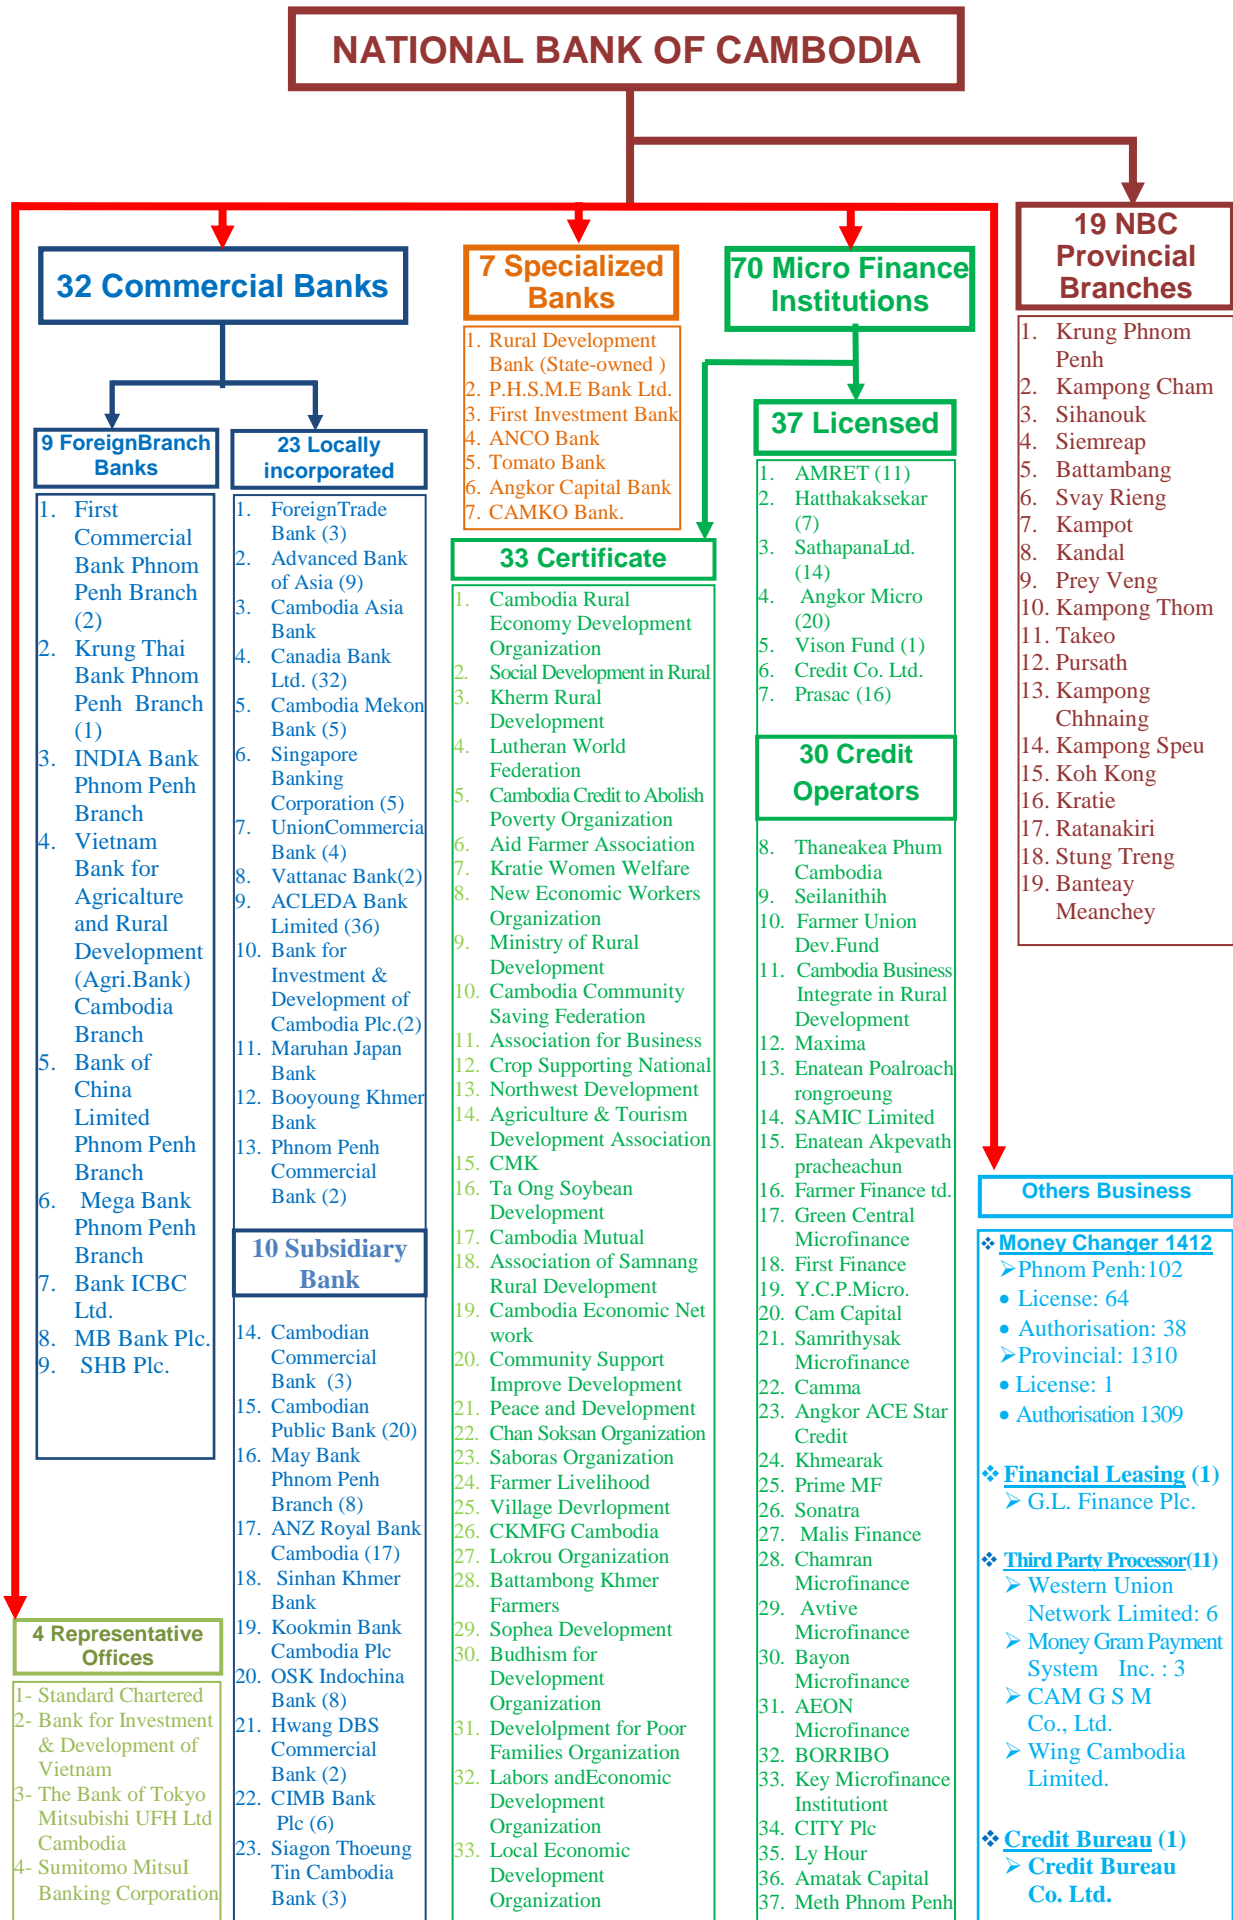 NATIONAL BANK OF CAMBODIA
32 Commercial Banks
9 ForeignBranch
Banks
1. First
Commercial
Bank Phnom
Penh Branch
(2)
2. Krung Thai
Bank Phnom
Penh Branch
(1)
3. INDIA Bank
Phnom Penh
Branch
4. Vietnam
Bank for
Agricalture
and Rural
Development
(Agri.Bank)
Cambodia
Branch
5. Bank of
China
Limited
Phnom Penh
Branch
6. Mega Bank
Phnom Penh
Branch
7. Bank ICBC
Ltd.
8. MB Bank Plc.
9. SHB Plc.
4 Representative
Offices
1- Standard Chartered
2- Bank for Investment
& Development of
Vietnam
3- The Bank of Tokyo
Mitsubishi UFH Ltd
Cambodia
4- Sumitomo MitsuI
Banking Corporation
23 Locally
incorporated
1. ForeignTrade
Bank (3)
2. Advanced Bank
of Asia (9)
3. Cambodia Asia
Bank
4. Canadia Bank
Ltd. (32)
5. Cambodia Mekon
Bank (5)
6. Singapore
Banking
Corporation (5)
7. UnionCommercia
Bank (4)
8. Vattanac Bank(2)
9. ACLEDA Bank
Limited (36)
10. Bank for
Investment &
Development of
Cambodia Plc.(2)
11. Maruhan Japan
Bank
12. Booyoung Khmer
Bank
13. Phnom Penh
Commercial
Bank (2)
10 Subsidiary
Bank
14. Cambodian
Commercial
Bank (3)
15. Cambodian
Public Bank (20)
16. May Bank
Phnom Penh
Branch (8)
17. ANZ Royal Bank
Cambodia (17)
18. Sinhan Khmer
Bank
19. Kookmin Bank
Cambodia Plc
20. OSK Indochina
Bank (8)
21. Hwang DBS
Commercial
Bank (2)
22. CIMB Bank
Plc (6)
23. Siagon Thoeung
Tin Cambodia
Bank (3)
7 Specialized
Banks
1. Rural Development
Bank (State-owned )
2. P.H.S.M.E Bank Ltd.
3. First Investment Bank
4. ANCO Bank
5. Tomato Bank
6. Angkor Capital Bank
7. CAMKO Bank.
70 Micro Finance
Institutions
33 Certificate
1. Cambodia Rural
Economy Development
Organization
2. Social Development in Rural
3. Kherm Rural
Development
4. Lutheran World
Federation
5. Cambodia Credit to Abolish
Poverty Organization
6. Aid Farmer Association
7. Kratie Women Welfare
8. New Economic Workers
Organization
9. Ministry of Rural
Development
10. Cambodia Community
Saving Federation
11. Association for Business
12. Crop Supporting National
13. Northwest Development
14. Agriculture & Tourism
Development Association
15. CMK
16. Ta Ong Soybean
Development
17. Cambodia Mutual
18. Association of Samnang
Rural Development
19. Cambodia Economic Net
work
20. Community Support
Improve Development
21. Peace and Development
22. Chan Soksan Organization
23. Saboras Organization
24. Farmer Livelihood
25. Village Devrlopment
26. CKMFG Cambodia
27. Lokrou Organization
28. Battambong Khmer
Farmers
29. Sophea Development
30. Budhism for
Development
Organization
31. Develolpment for Poor
Families Organization
32. Labors andEconomic
Development
Organization
33. Local Economic
Development
Organization
37 Licensed
1. AMRET (11)
2. Hatthakaksekar
(7)
3. SathapanaLtd.
(14)
4. Angkor Micro
(20)
5. Vison Fund (1)
6. Credit Co. Ltd.
7. Prasac (16)
30 Credit
Operators
8. Thaneakea Phum
Cambodia
9. Seilanithih
10. Farmer Union
Dev.Fund
11. Cambodia Business
Integrate in Rural
Development
12. Maxima
13. Enatean Poalroach
rongroeung
14. SAMIC Limited
15. Enatean Akpevath
pracheachun
16. Farmer Finance td.
17. Green Central
Microfinance
18. First Finance
19. Y.C.P.Micro.
20. Cam Capital
21. Samrithysak
Microfinance
22. Camma
23. Angkor ACE Star
Credit
24. Khmearak
25. Prime MF
26. Sonatra
27. Malis Finance
28. Chamran
Microfinance
29. Avtive
Microfinance
30. Bayon
Microfinance
31. AEON
Microfinance
32. BORRIBO
33. Key Microfinance
Institutiont
34. CITY Plc
35. Ly Hour
36. Amatak Capital
37. Meth Phnom Penh
19 NBC
Provincial
Branches
1. Krung Phnom
Penh
2. Kampong Cham
3. Sihanouk
4. Siemreap
5. Battambang
6. Svay Rieng
7. Kampot
8. Kandal
9. Prey Veng
10. Kampong Thom
11. Takeo
12. Pursath
13. Kampong
Chhnaing
14. Kampong Speu
15. Koh Kong
16. Kratie
17. Ratanakiri
18. Stung Treng
19. Banteay
Meanchey
Others Business
❖ Money Changer 1412
➢Phnom Penh:102
• License: 64
• Authorisation: 38
➢Provincial: 1310
• License: 1
• Authorisation 1309
❖ Financial Leasing (1)
➢ G.L. Finance Plc.
❖ Third Party Processor(11)
➢ Western Union
Network Limited: 6
➢ Money Gram Payment
System Inc. : 3
➢ CAM G S M
Co., Ltd.
➢ Wing Cambodia
Limited.
❖ Credit Bureau (1)
➢ Credit Bureau
Co. Ltd.